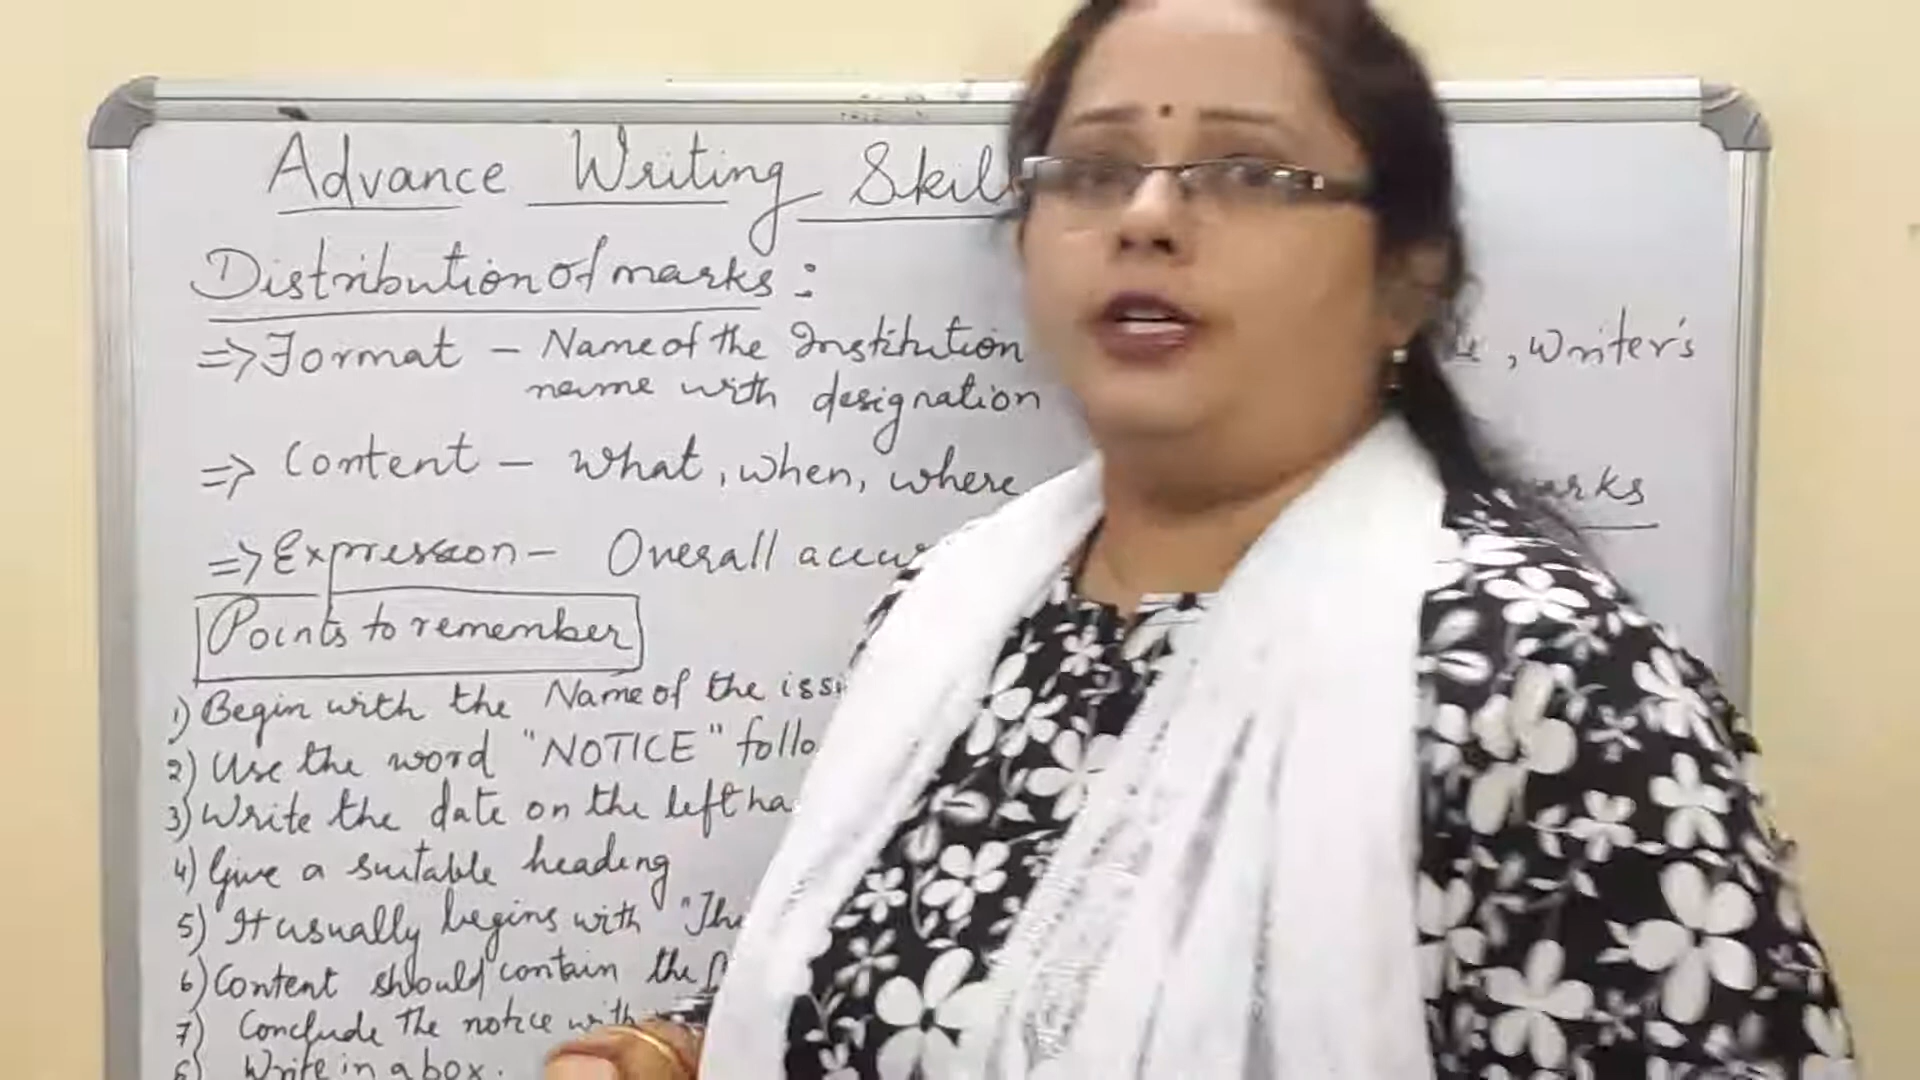 Advance Writing Skil
Distribution of marks :
=> Format - Name of the Institution , Writer's
name with designation
=> Content - What, when, where arks
=> Expression - Overall accu
Points to remember
1) Begin with the Name of the issu
2) Use the word "NOTICE" follo
3) Write the date on the left ha
4) Give a suitable heading
5) It usually begins with "The
6) Content should contain the
7) Conclude The notice with
8) Write in a box.